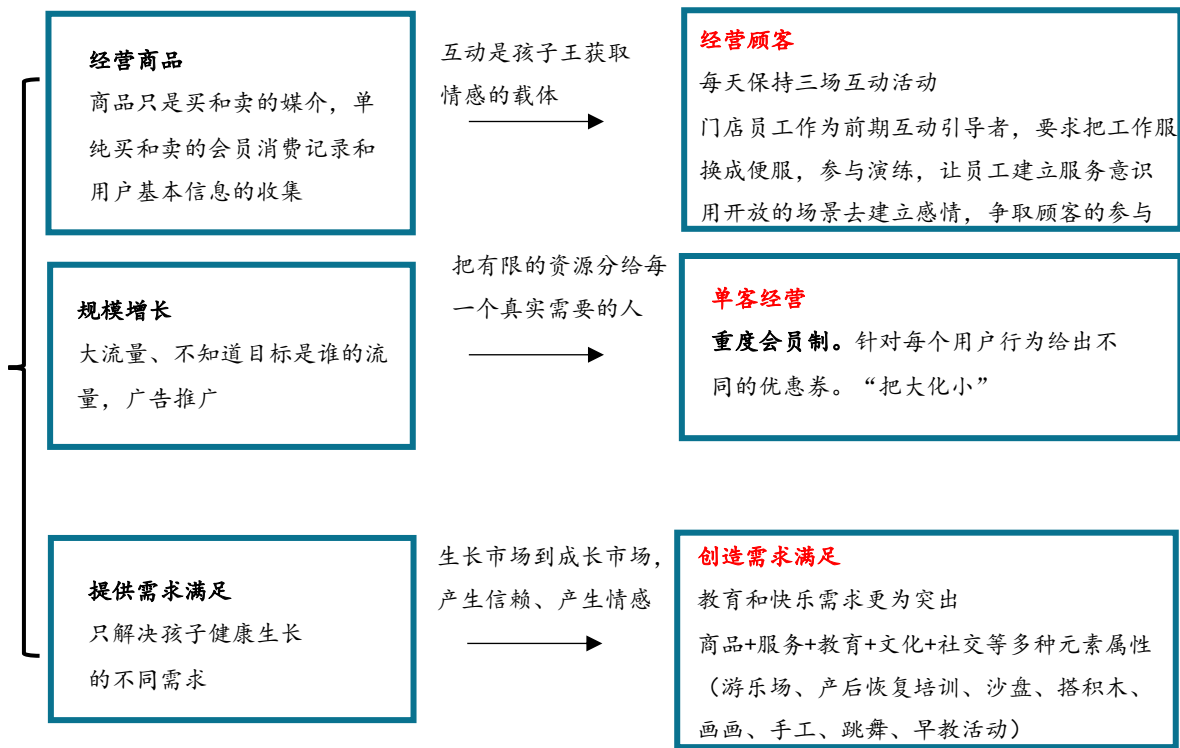 经营商品
商品只是买和卖的媒介，单
纯买和卖的会员消费记录和
用户基本信息的收集
互动是孩子王获取
情感的载体
经营顾客
每天保持三场互动活动
门店员工作为前期互动引导者，要求把工作服
换成便服，参与演练，让员工建立服务意识
用开放的场景去建立感情，争取顾客的参与
规模增长
大流量、不知道目标是谁的流
量，广告推广
把有限的资源分给每
一个真实需要的人
单客经营
重度会员制。针对每个用户行为给出不
同的优惠券。“把大化小”
提供需求满足
只解决孩子健康生长
的不同需求
生长市场到成长市场，
产生信赖、产生情感
创造需求满足
教育和快乐需求更为突出
商品+服务+教育+文化+社交等多种元素属性
（游乐场、产后恢复培训、沙盘、搭积木、
画画、手工、跳舞、早教活动）